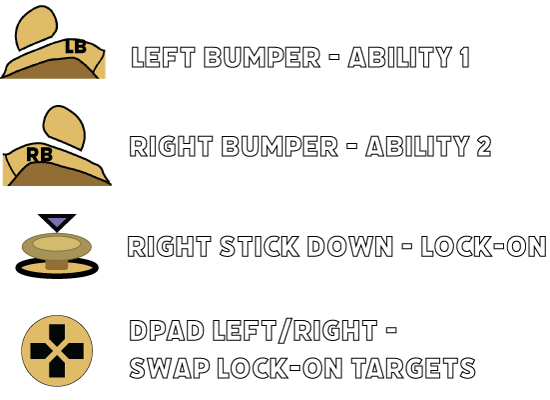 LB
LEFT BUMPER - ABILITY 1
RB
RIGHT BUMPER - ABILITY 2
RIGHT STICK DOWN - LOCK-ON
DPAD LEFT/RIGHT -
SWAP LOCK-ON TARGETS